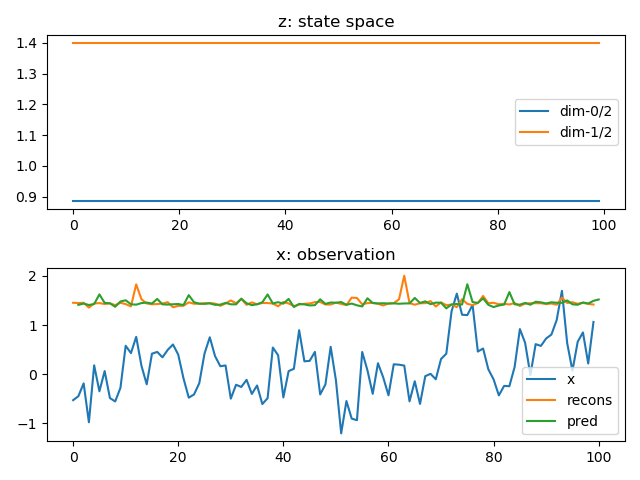 z: state space
1.4
1.3
1.2
1.1
1.0
0.9
dim-0/2
dim-1/2
0 20 40 60 80 100
x: observation
2
1
0
−1
x
recons
pred
0 20 40 60 80 100